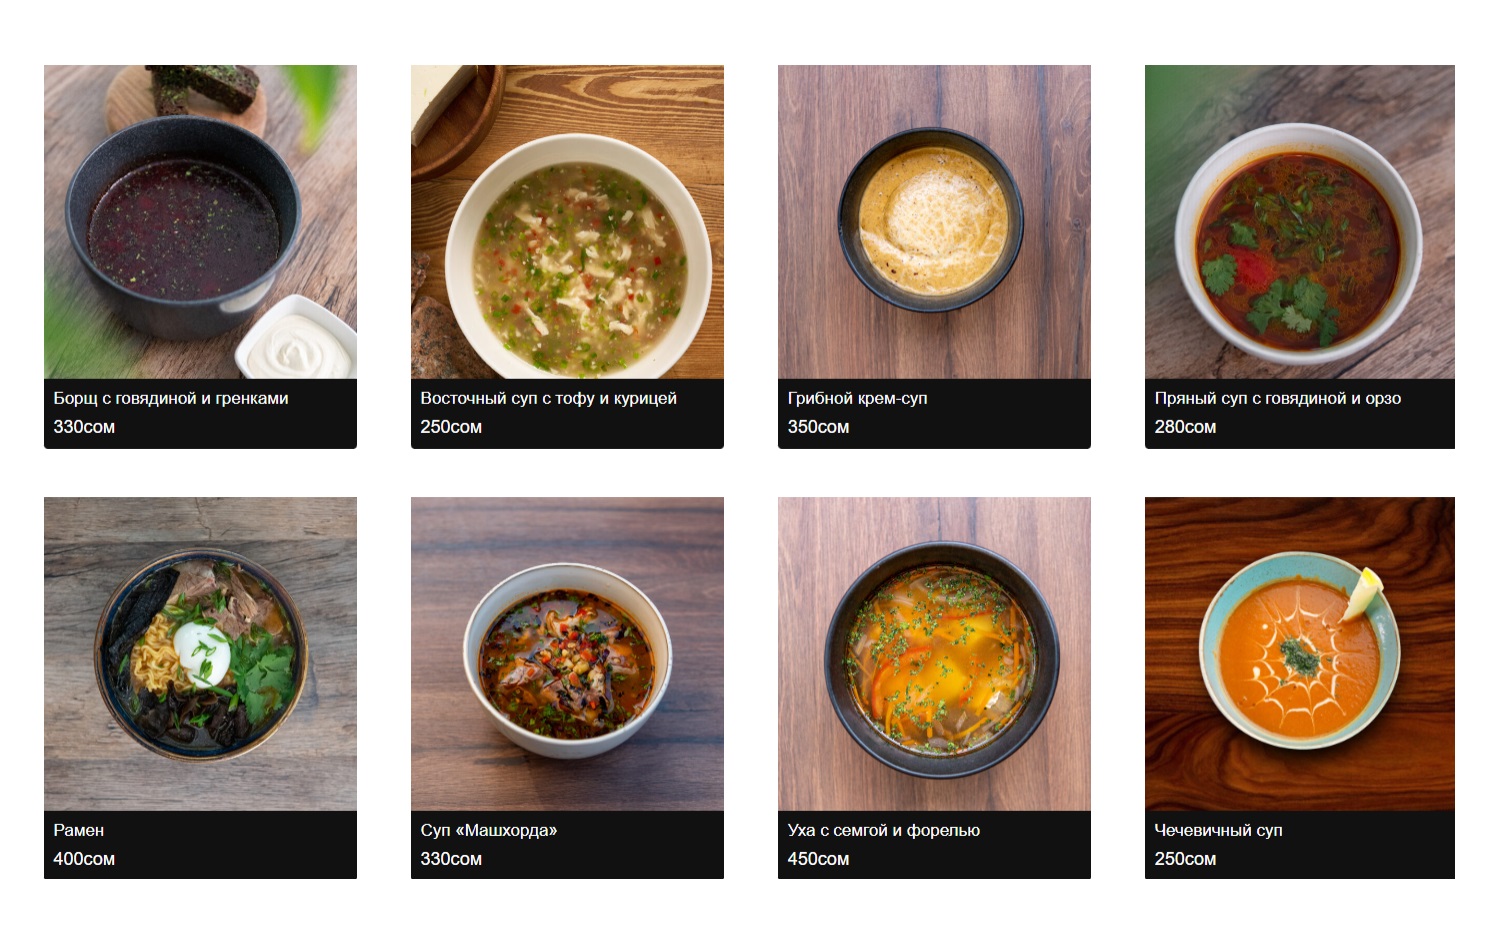 Борщ с говядиной и гренками
330сом
Восточный суп с тофу и курицей
250сом
Грибной крем-суп
350сом
Пряный суп с говядиной и орзо
280сом
Рамен
400сом
Суп «Машхорда»
330сом
Уха с семгой и форелью
450сом
Чечевичный суп
250сом